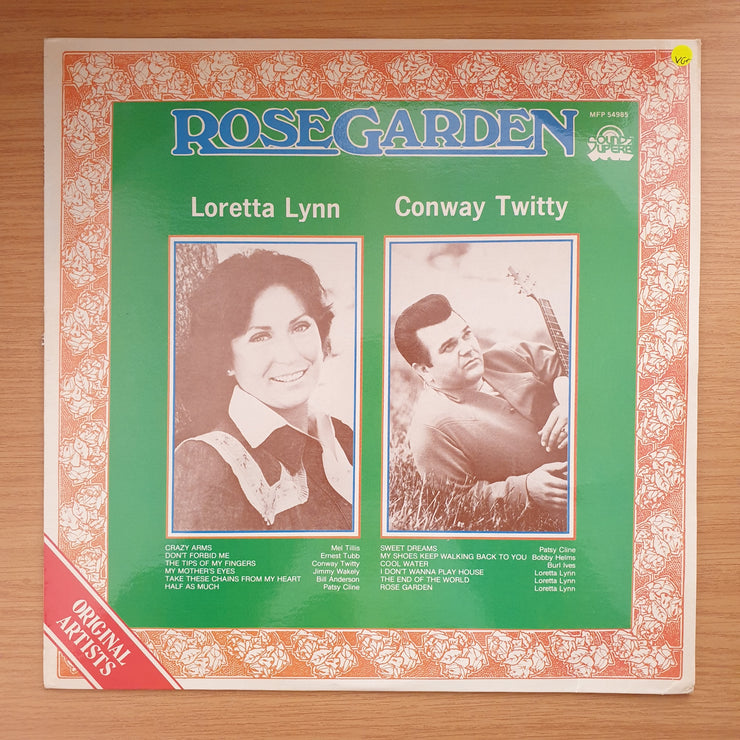 VG+
ROSEGARDEN
MFP 54985
SOUNDS SUPERB
Loretta Lynn
Conway Twitty
CRAZY ARMS Mel Tillis
DON'T FORBID ME Ernest Tubb
THE TIPS OF MY FINGERS Conway Twitty
MY MOTHER'S EYES Jimmy Wakely
TAKE THESE CHAINS FROM MY HEART Bill Anderson
HALF AS MUCH Patsy Cline
SWEET DREAMS Patsy Cline
MY SHOES KEEP WALKING BACK TO YOU Bobby Helms
COOL WATER Burl Ives
I DON'T WANNA PLAY HOUSE Loretta Lynn
THE END OF THE WORLD Loretta Lynn
ROSE GARDEN Loretta Lynn
ORIGINAL
ARTISTS